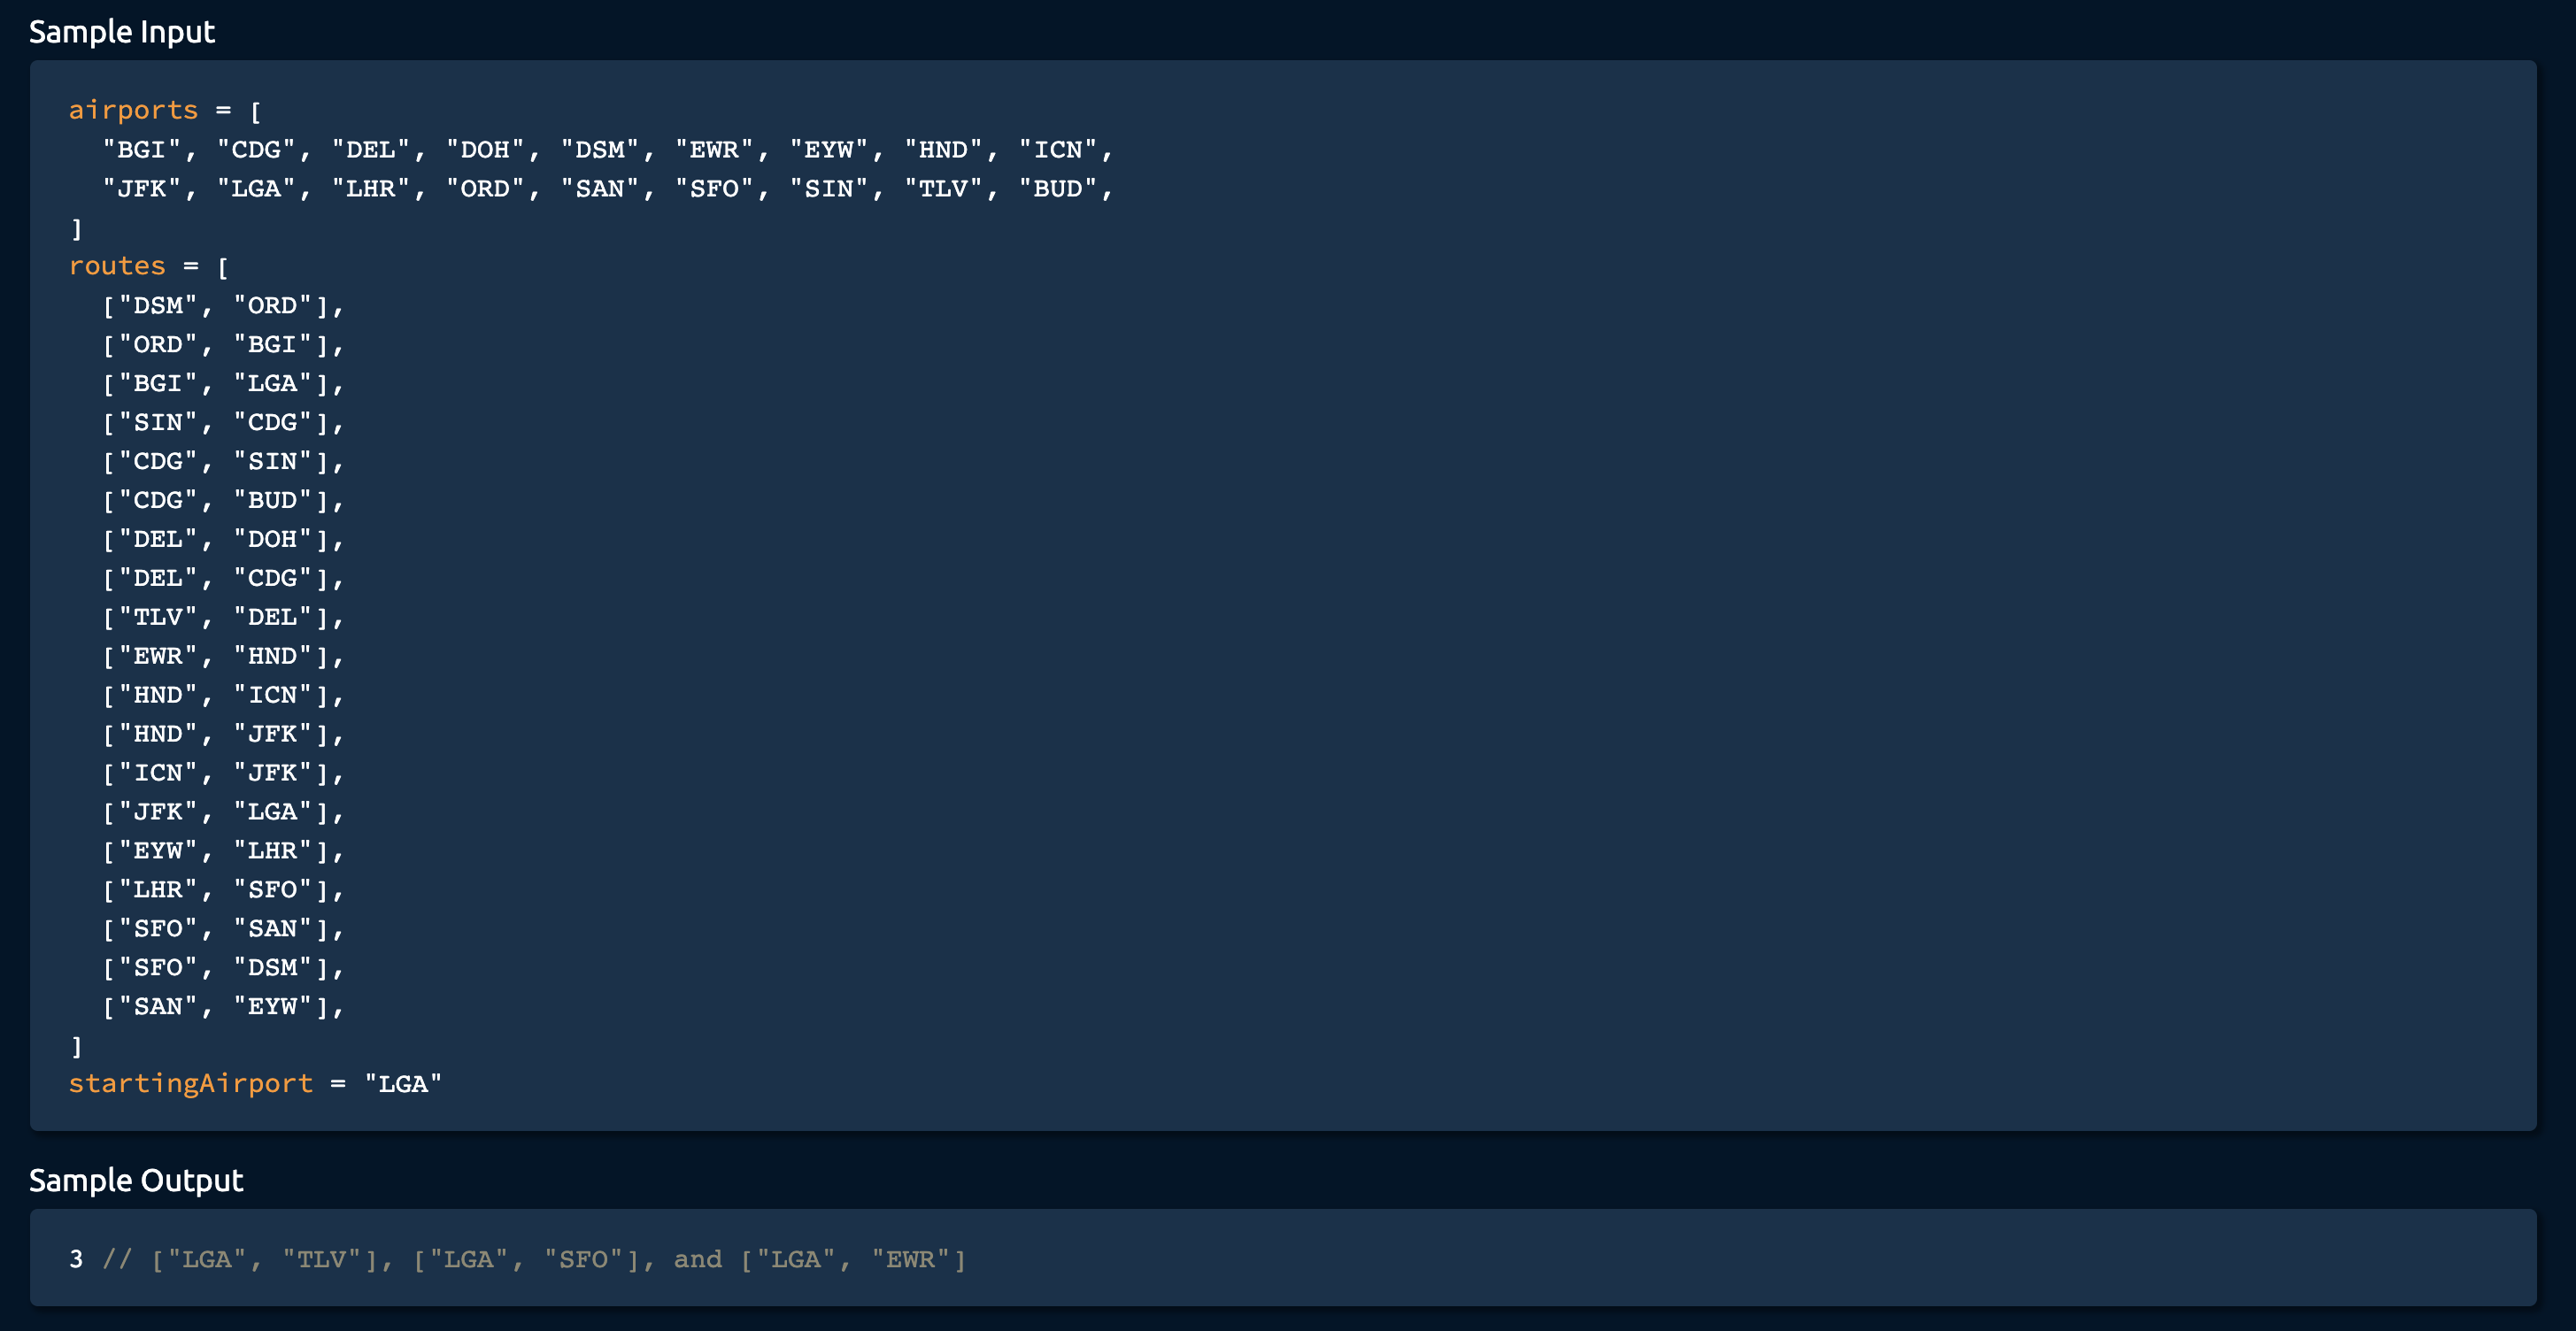 Sample Input
airports = [
  "BGI", "CDG", "DEL", "DOH", "DSM", "EWR", "EYW", "HND", "ICN",
  "JFK", "LGA", "LHR", "ORD", "SAN", "SFO", "SIN", "TLV", "BUD",
]
routes = [
  ["DSM", "ORD"],
  ["ORD", "BGI"],
  ["BGI", "LGA"],
  ["SIN", "CDG"],
  ["CDG", "SIN"],
  ["CDG", "BUD"],
  ["DEL", "DOH"],
  ["DEL", "CDG"],
  ["TLV", "DEL"],
  ["EWR", "HND"],
  ["HND", "ICN"],
  ["HND", "JFK"],
  ["ICN", "JFK"],
  ["JFK", "LGA"],
  ["EYW", "LHR"],
  ["LHR", "SFO"],
  ["SFO", "SAN"],
  ["SFO", "DSM"],
  ["SAN", "EYW"],
]
startingAirport = "LGA"
Sample Output
3 // ["LGA", "TLV"], ["LGA", "SFO"], and ["LGA", "EWR"]